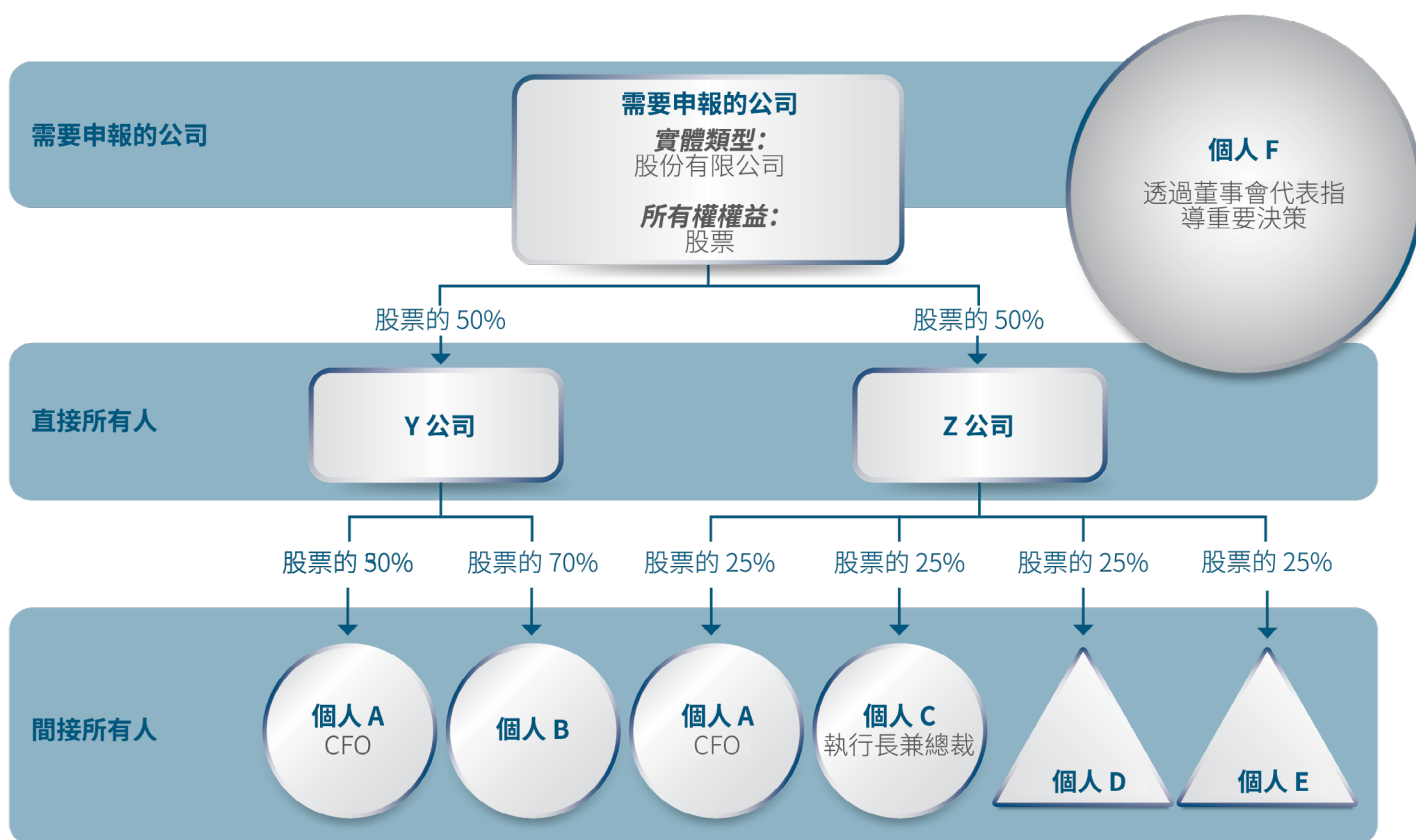 需要申報的公司
需要申報的公司
實體類型：
股份有限公司
所有權權益：
股票
個人 F
透過董事會代表指
導重要決策
股票的 50%
股票的 50%
直接所有人
Y 公司
Z 公司
股票的 30%
股票的 70%
股票的 25%
股票的 25%
股票的 25%
股票的 25%
間接所有人
個人 A
CFO
個人 B
個人 A
CFO
個人 C
執行長兼總裁
個人 D
個人 E